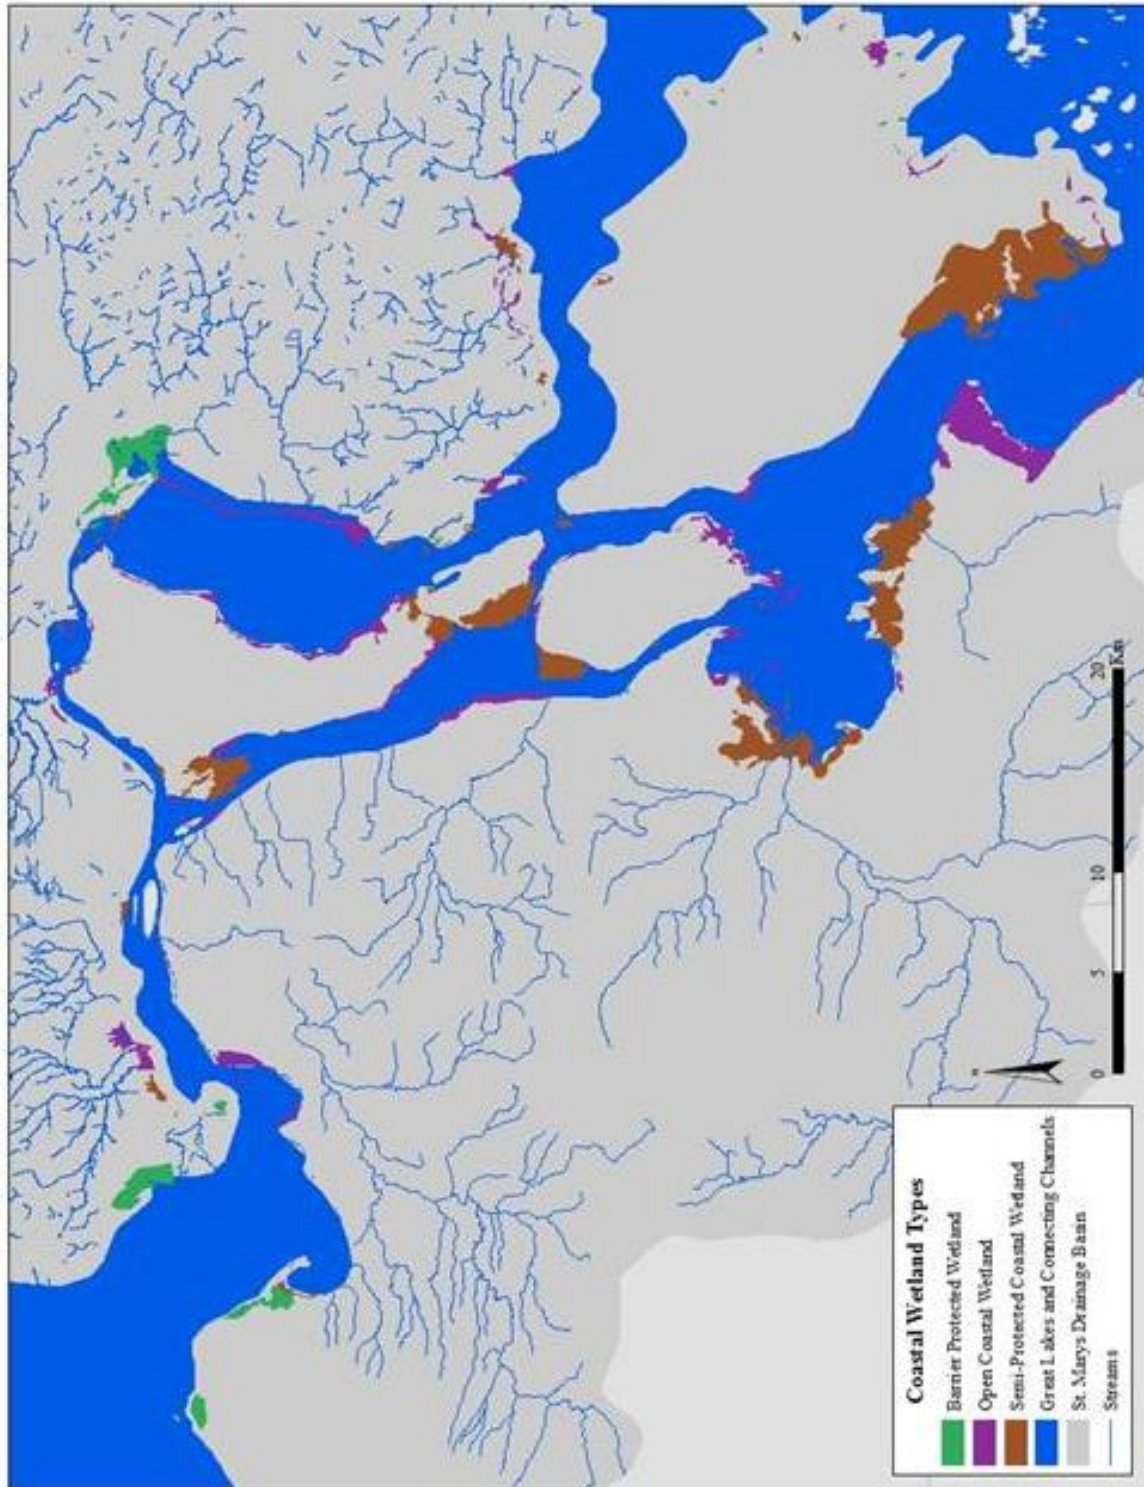 Coastal Wetland Types
Barrier Protected Wetland
Open Coastal Wetland
Semi-Protected Coastal Wetland
Great Lakes and Connecting Channels
St. Marys Drainage Basin
Streams
0 5 10 20
Km